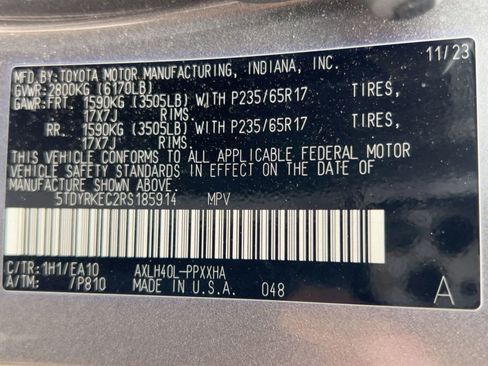 MFD.BY:TOYOTA MOTOR MANUFACTURING, INDIANA, INC. 11/23
GVWR:2800KG (6170LB)
GAWR:FRT. 1590KG (3505LB) WITH P235/65R17 TIRES,
17X7J RIMS.
RR. 1590KG (3505LB) WITH P235/65R17 TIRES,
17X7J RIMS.
THIS VEHICLE CONFORMS TO ALL APPLICABLE FEDERAL MOTOR
VEHICLE SAFETY STANDARDS IN EFFECT ON THE DATE OF
MANUFACTURE SHOWN ABOVE.
5TDYRKEC2RS185914 MPV
C/TR:1H1/EA10 AXLH40L-PPXXHA
A/TM: /P810 MADE IN U.S.A. 048 A